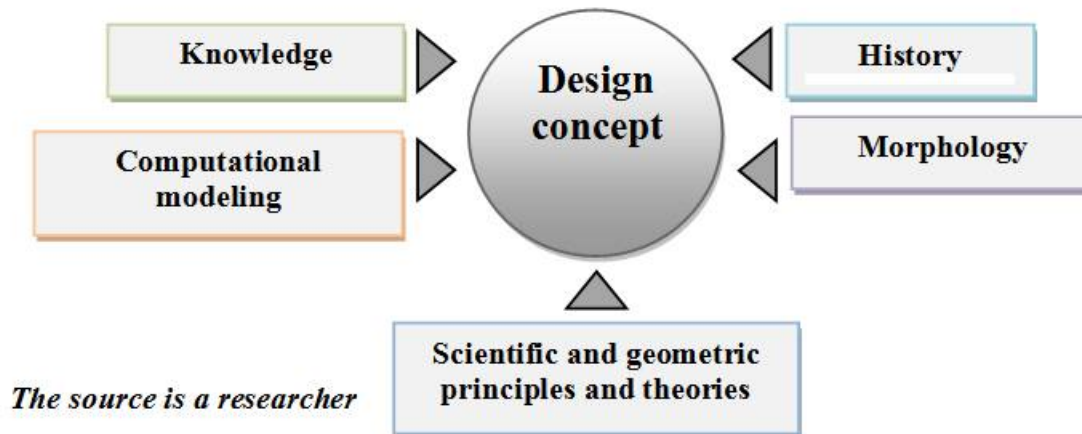 Knowledge
Design
concept
History
Computational
modeling
Morphology
Scientific and geometric
principles and theories
The source is a researcher